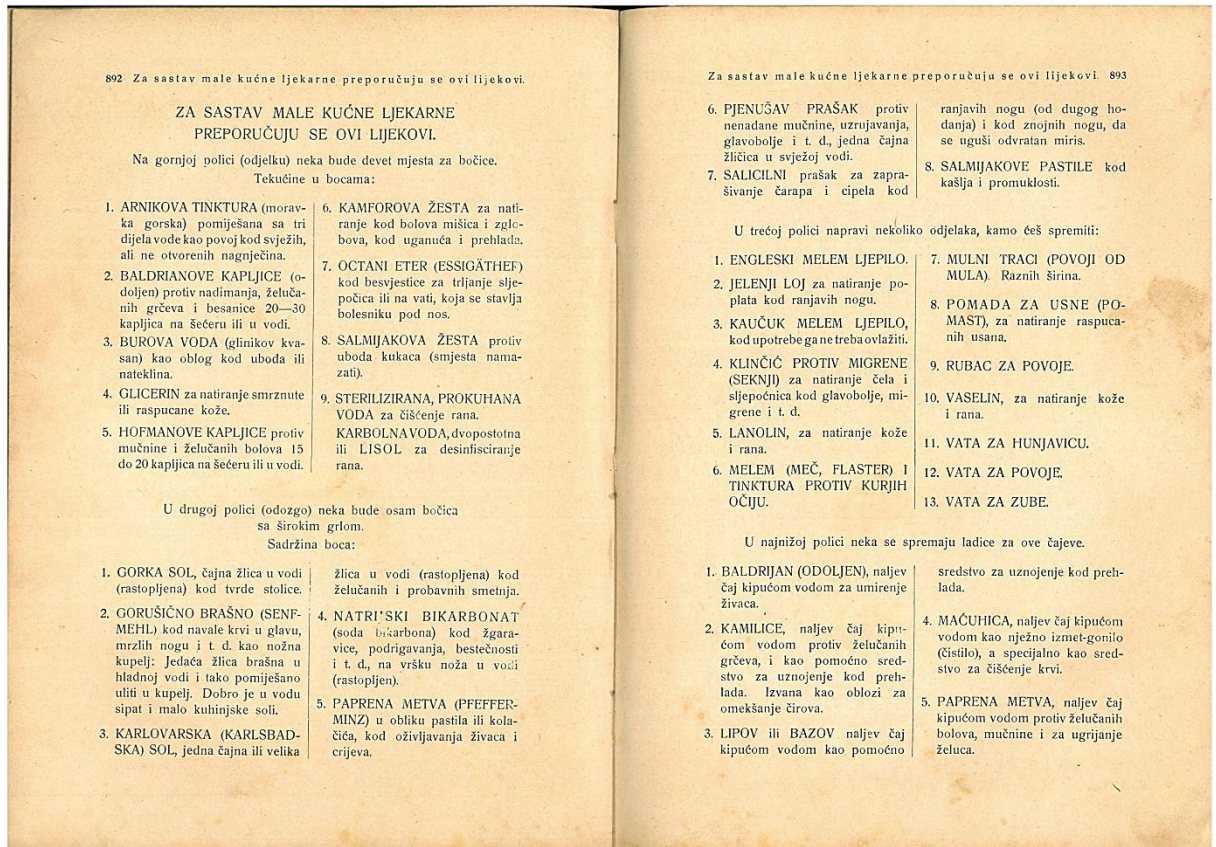 892 Za sastav male kućne ljekarne preporučuju se ovi lijekovi.
ZA SASTAV MALE KUĆNE LJEKARNE
PREPORUČUJU SE OVI LIJEKOVI.
Na gornjoj polici (odjelku) neka bude devet mjesta za bočice.
Tekućine u bocama:
1. ARNIKOVA TINKTURA (morav-
ka gorska) pomiješana sa tri
dijela vode kao povoj kod svježih,
ali ne otvorenih nagnječina.
2. BALDRIANOVE KAPLJICE (o-
doljen) protiv nadimanja, želuča-
nih grčeva i besanice 20—30
kapljica na šećeru ili u vodi.
3. BUROVA VODA (glinikov kva-
san) kao oblog kod uboda ili
nateklina.
4. GLICERIN za natiranje smrznute
ili raspucane kože.
5. HOFMANOVE KAPLJICE protiv
mučnine i želučanih bolova 15
do 20 kapljica na šećeru ili u vodi.
6. KAMFOROVA ŽESTA za nati-
ranje kod bolova mišica i zglo-
bova, kod uganuća i prehlada.
7. OCTANI ETER (ESSIGÄTHEF)
kod besvjestice za trljanje slje-
počica ili na vati, koja se stavlja
bolesniku pod nos.
8. SALMIJAKOVA ŽESTA protiv
uboda kukaca (smjesta nama-
zati).
9. STERILIZIRANA, PROKUHANA
VODA za čišćenje rana.
KARBOLNA VODA, dvopostotna
ili LISOL za desinfisciranje
rana.
U drugoj polici (odozgo) neka bude osam bočica
sa širokim grlom.
Sadržina boca:
1. GORKA SOL, čajna žlica u vodi
(rastopljena) kod tvrde stolice.
2. GORUŠIČNO BRAŠNO (SENF-
MEHL) kod navale krvi u glavu,
mrzlih nogu i t. d. kao nožna
kupelj: Jedaća žlica brašna u
hladnoj vodi i tako pomiješano
uliti u kupelj. Dobro je u vodu
sipat i malo kuhinjske soli.
3. KARLOVARSKA (KARLSBAD-
SKA) SOL, jedna čajna ili velika
žlica u vodi (rastopljena) kod
želučanih i probavnih smetnja.
4. NATRIJSKI BIKARBONAT
(soda bikarbona) kod žgara-
vice, podrigavanja, bestečnosti
i t. d., na vršku noža u vodi
(rastopljen).
5. PAPRENA METVA (PFEFFER-
MINZ) u obliku pastila ili kola-
čića, kod oživljavanja živaca i
crijeva.
Za sastav male kućne ljekarne preporučuju se ovi lijekovi. 893
6. PJENUŠAV PRAŠAK protiv
nenadane mučnine, uzrujavanja,
glavobolje i t. d., jedna čajna
žličica u svježoj vodi.
7. SALICILNI prašak za zapra-
šivanje čarapa i cipela kod
ranjavih nogu (od dugog ho-
danja) i kod znojnih nogu, da
se uguši odvratan miris.
8. SALMIJAKOVE PASTILE kod
kašlja i promuklosti.
U trećoj polici napravi nekoliko odjelaka, kamo ćeš spremiti:
1. ENGLESKI MELEM LJEPILO.
2. JELENJI LOJ za natiranje po-
plata kod ranjavih nogu.
3. KAUČUK MELEM LJEPILO,
kod upotrebe ga ne treba ovlažiti.
4. KLINČIĆ PROTIV MIGRENE
(SEKNJI) za natiranje čela i
sljepoćnica kod glavobolje, mi-
grene i t. d.
5. LANOLIN, za natiranje kože
i rana.
6. MELEM (MEČ, FLASTER) I
TINKTURA PROTIV KURJIH
OČIJU.
7. MULNI TRACI (POVOJI OD
MULA). Raznih širina.
8. POMADA ZA USNE (PO-
MAST), za natiranje raspuca-
nih usana.
9. RUBAC ZA POVOJE.
10. VASELIN, za natiranje kože
i rana.
11. VATA ZA HUNJAVICU.
12. VATA ZA POVOJE.
13. VATA ZA ZUBE.
U najnižoj polici neka se spremaju ladice za ove čajeve.
1. BALDRIJAN (ODOLJEN), naljev
čaj kipućom vodom za umirenje
živaca.
2. KAMILICE, naljev čaj kipu-
ćom vodom protiv želučanih
grčeva, i kao pomoćno sred-
stvo za uznojenje kod preh-
lada. Izvana kao oblozi za
omekšanje čirova.
3. LIPOV ili BAZOV naljev čaj
kipućom vodom kao pomoćno
sredstvo za uznojenje kod preh-
lada.
4. MAĆUHICA, naljev čaj kipućom
vodom kao nježno izmet-gonilo
(čistilo), a specijalno kao sred-
stvo za čišćenje krvi.
5. PAPRENA METVA, naljev čaj
kipućom vodom protiv želučanih
bolova, mučnine i za ugrijanje
želuca.